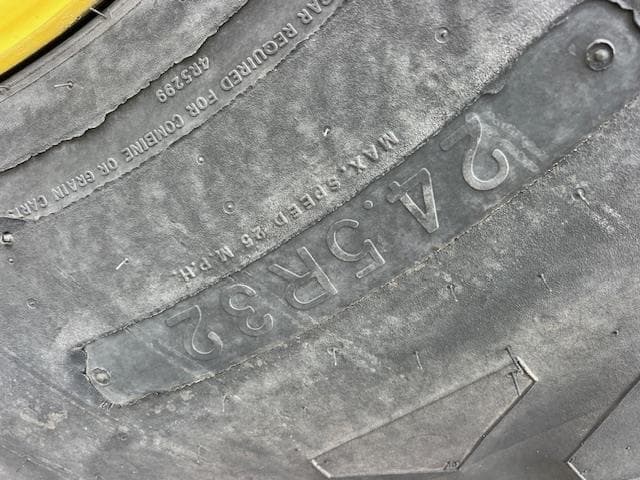 24.5R32
MAX. SPEED 25 M.P.H.
REQUIRED FOR COMBINE OR GRAIN CART
4R5299